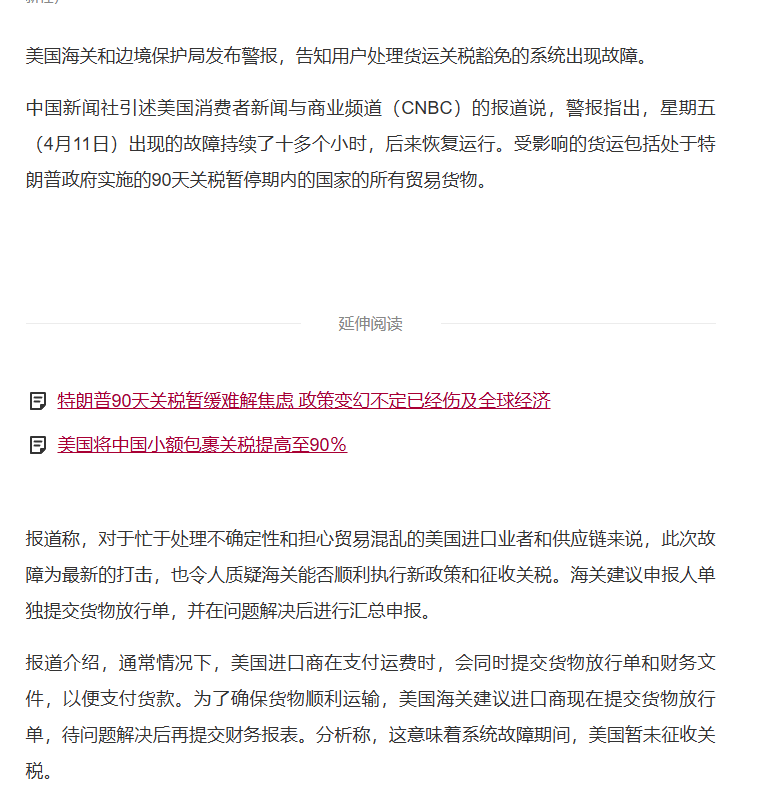 美国海关和边境保护局发布警报，告知用户处理货运关税豁免的系统出现故障。
中国新闻社引述美国消费者新闻与商业频道（CNBC）的报道说，警报指出，星期五
（4月11日）出现的故障持续了十多个小时，后来恢复运行。受影响的货运包括处于特
朗普政府实施的90天关税暂停期内的国家的所有贸易货物。
延伸阅读
特朗普90天关税暂缓难解焦虑 政策变幻不定已经伤及全球经济
美国将中国小额包裹关税提高至90%
报道称，对于忙于处理不确定性和担心贸易混乱的美国进口业者和供应链来说，此次故
障为最新的打击，也令人质疑海关能否顺利执行新政策和征收关税。海关建议申报人单
独提交货物放行单，并在问题解决后进行汇总申报。
报道介绍，通常情况下，美国进口商在支付运费时，会同时提交货物放行单和财务文
件，以便支付货款。为了确保货物顺利运输，美国海关建议进口商现在提交货物放行
单，待问题解决后再提交财务报表。分析称，这意味着系统故障期间，美国暂未征收关
税。